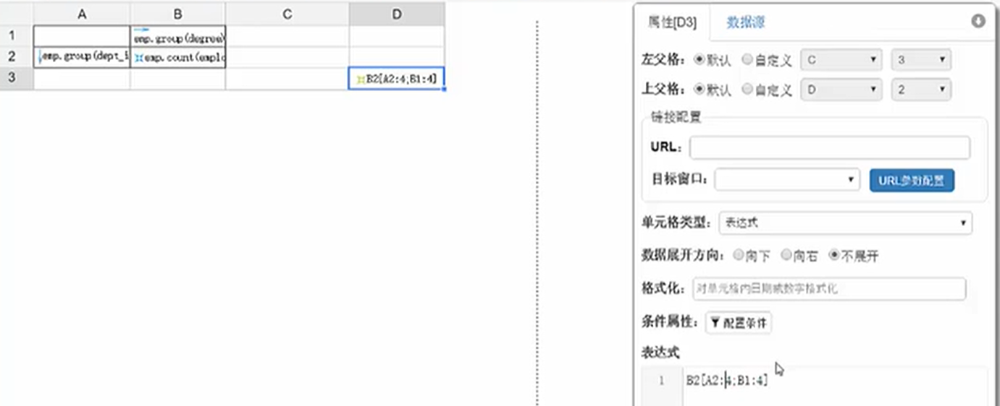 A B C D
1 emp.group(degree)
2 emp.group(dept_i emp.count(emplo
3 B2[A2:4;B1:4]
属性[D3] 数据源
左父格： 默认 自定义 C 3
上父格： 默认 自定义 D 2
链接配置
URL：
目标窗口： URL参数配置
单元格类型： 表达式
数据展开方向： 向下 向右 不展开
格式化： 对单元格内日期或数字格式化
条件属性： 配置条件
表达式
1 B2[A2:4;B1:4]